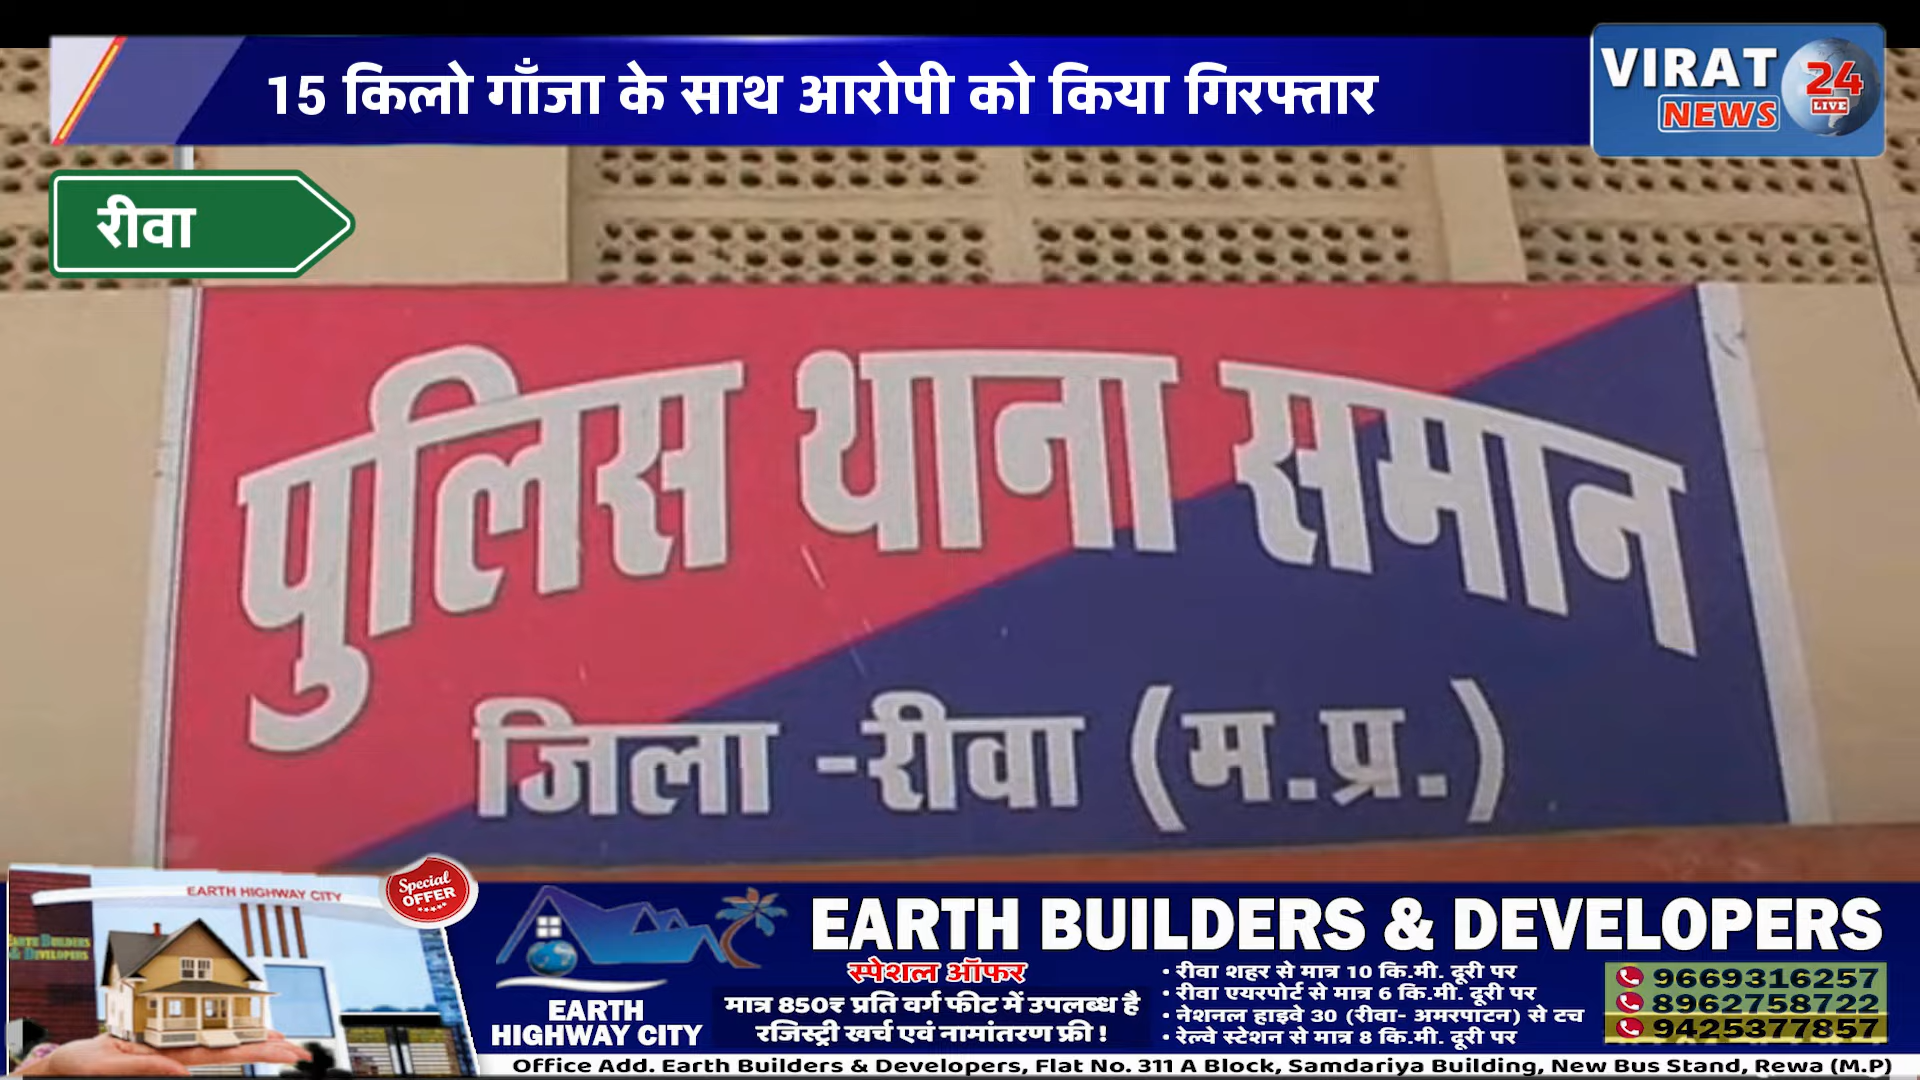 15 किलो गाँजा के साथ आरोपी को किया गिरफ्तार
VIRAT
24
LIVE
NEWS
रीवा
पुलिस थाना समान
जिला -रीवा (म.प्र.)
EARTH HIGHWAY CITY
Special
OFFER
EARTH BUILDERS
& DEVELOPERS
EARTH
HIGHWAY CITY
EARTH BUILDERS & DEVELOPERS
स्पेशल ऑफर
मात्र 850₹ प्रति वर्ग फीट में उपलब्ध है
रजिस्ट्री खर्च एवं नामांतरण फ्री !
• रीवा शहर से मात्र 10 कि.मी. दूरी पर
• रीवा एयरपोर्ट से मात्र 6 कि.मी. दूरी पर
• नेशनल हाइवे 30 (रीवा- अमरपाटन) से टच
• रेल्वे स्टेशन से मात्र 8 कि.मी. दूरी पर
9669316257
8962758722
9425377857
Office Add. Earth Builders & Developers, Flat No. 311 A Block, Samdariya Building, New Bus Stand, Rewa (M.P)